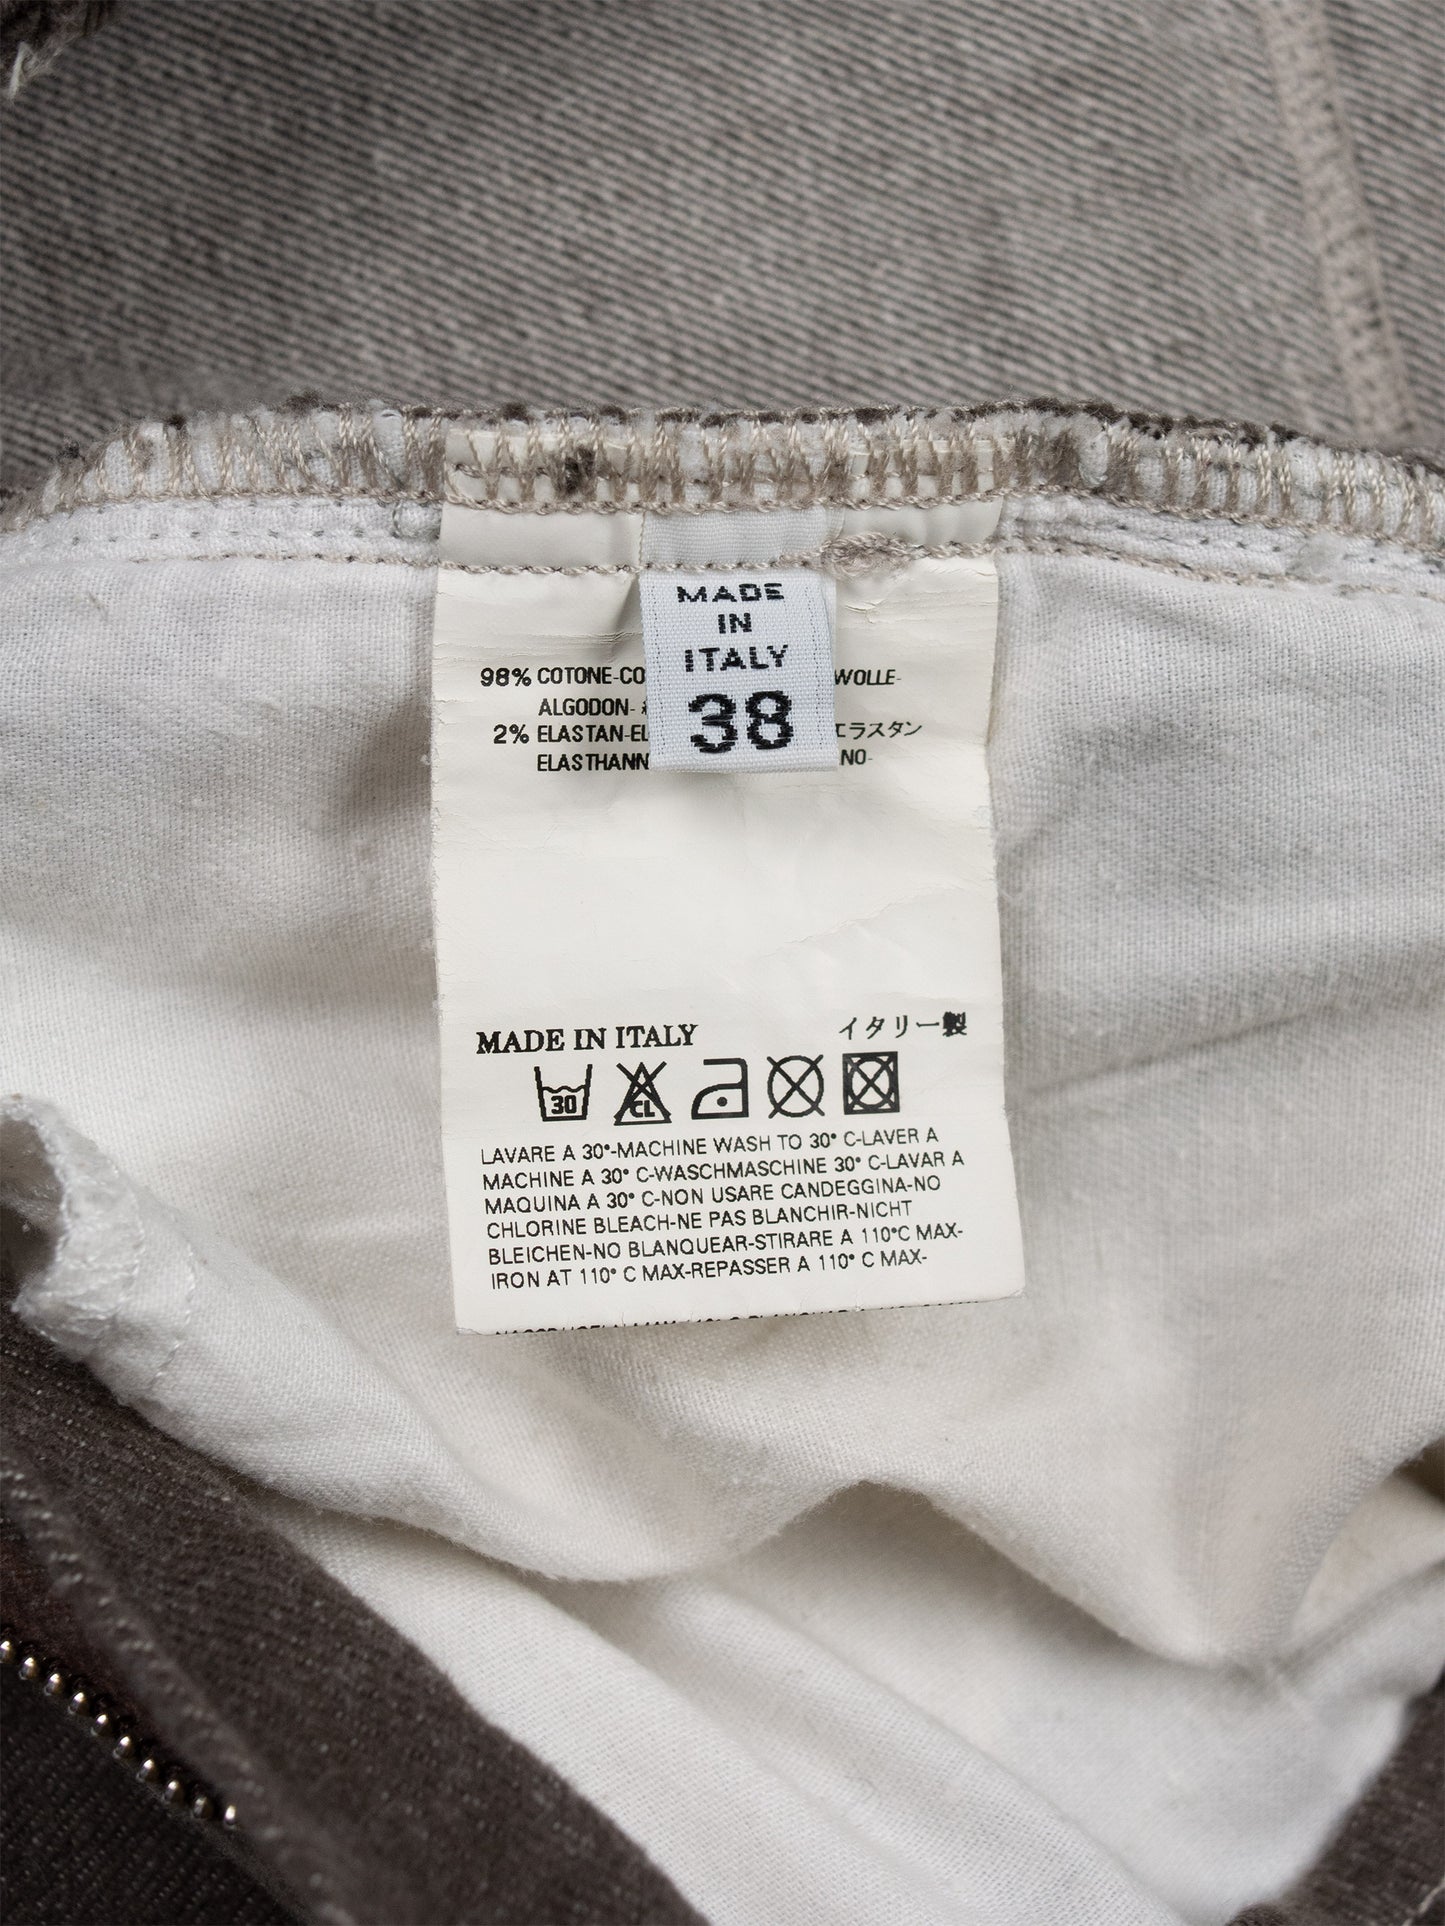 MADE
IN
ITALY
38
98% COTONE- WOLLE-
ALGODON-
2% ELASTAN- エラスタン
ELASTHANN NO-
MADE IN ITALY イタリー製
30 CL
LAVARE A 30°-MACHINE WASH TO 30° C-LAVER A
MACHINE A 30° C-WASCHMASCHINE 30° C-LAVAR A
MAQUINA A 30° C-NON USARE CANDEGGINA-NO
CHLORINE BLEACH-NE PAS BLANCHIR-NICHT
BLEICHEN-NO BLANQUEAR-STIRARE A 110°C MAX-
IRON AT 110° C MAX-REPASSER A 110° C MAX-